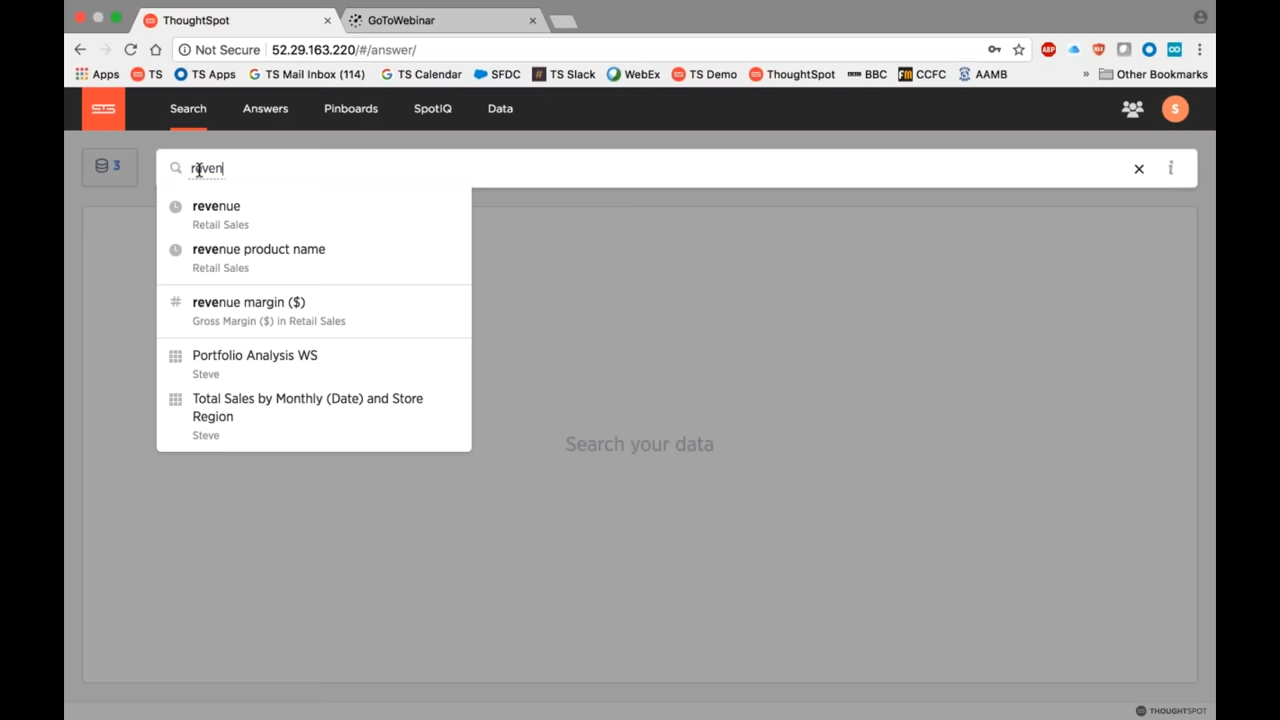 ThoughtSpot
GoToWebinar
Not Secure 52.29.163.220/#/answer/
ABP
Apps TS TS Apps TS Mail Inbox (114) TS Calendar SFDC TS Slack WebEx TS Demo ThoughtSpot BBC CCFC AAMB » Other Bookmarks
Search Answers Pinboards SpotIQ Data S
3 reven
revenue
Retail Sales
revenue product name
Retail Sales
# revenue margin ($)
Gross Margin ($) in Retail Sales
Portfolio Analysis WS
Steve
Total Sales by Monthly (Date) and Store
Region
Steve
Search your data
THOUGHTSPOT